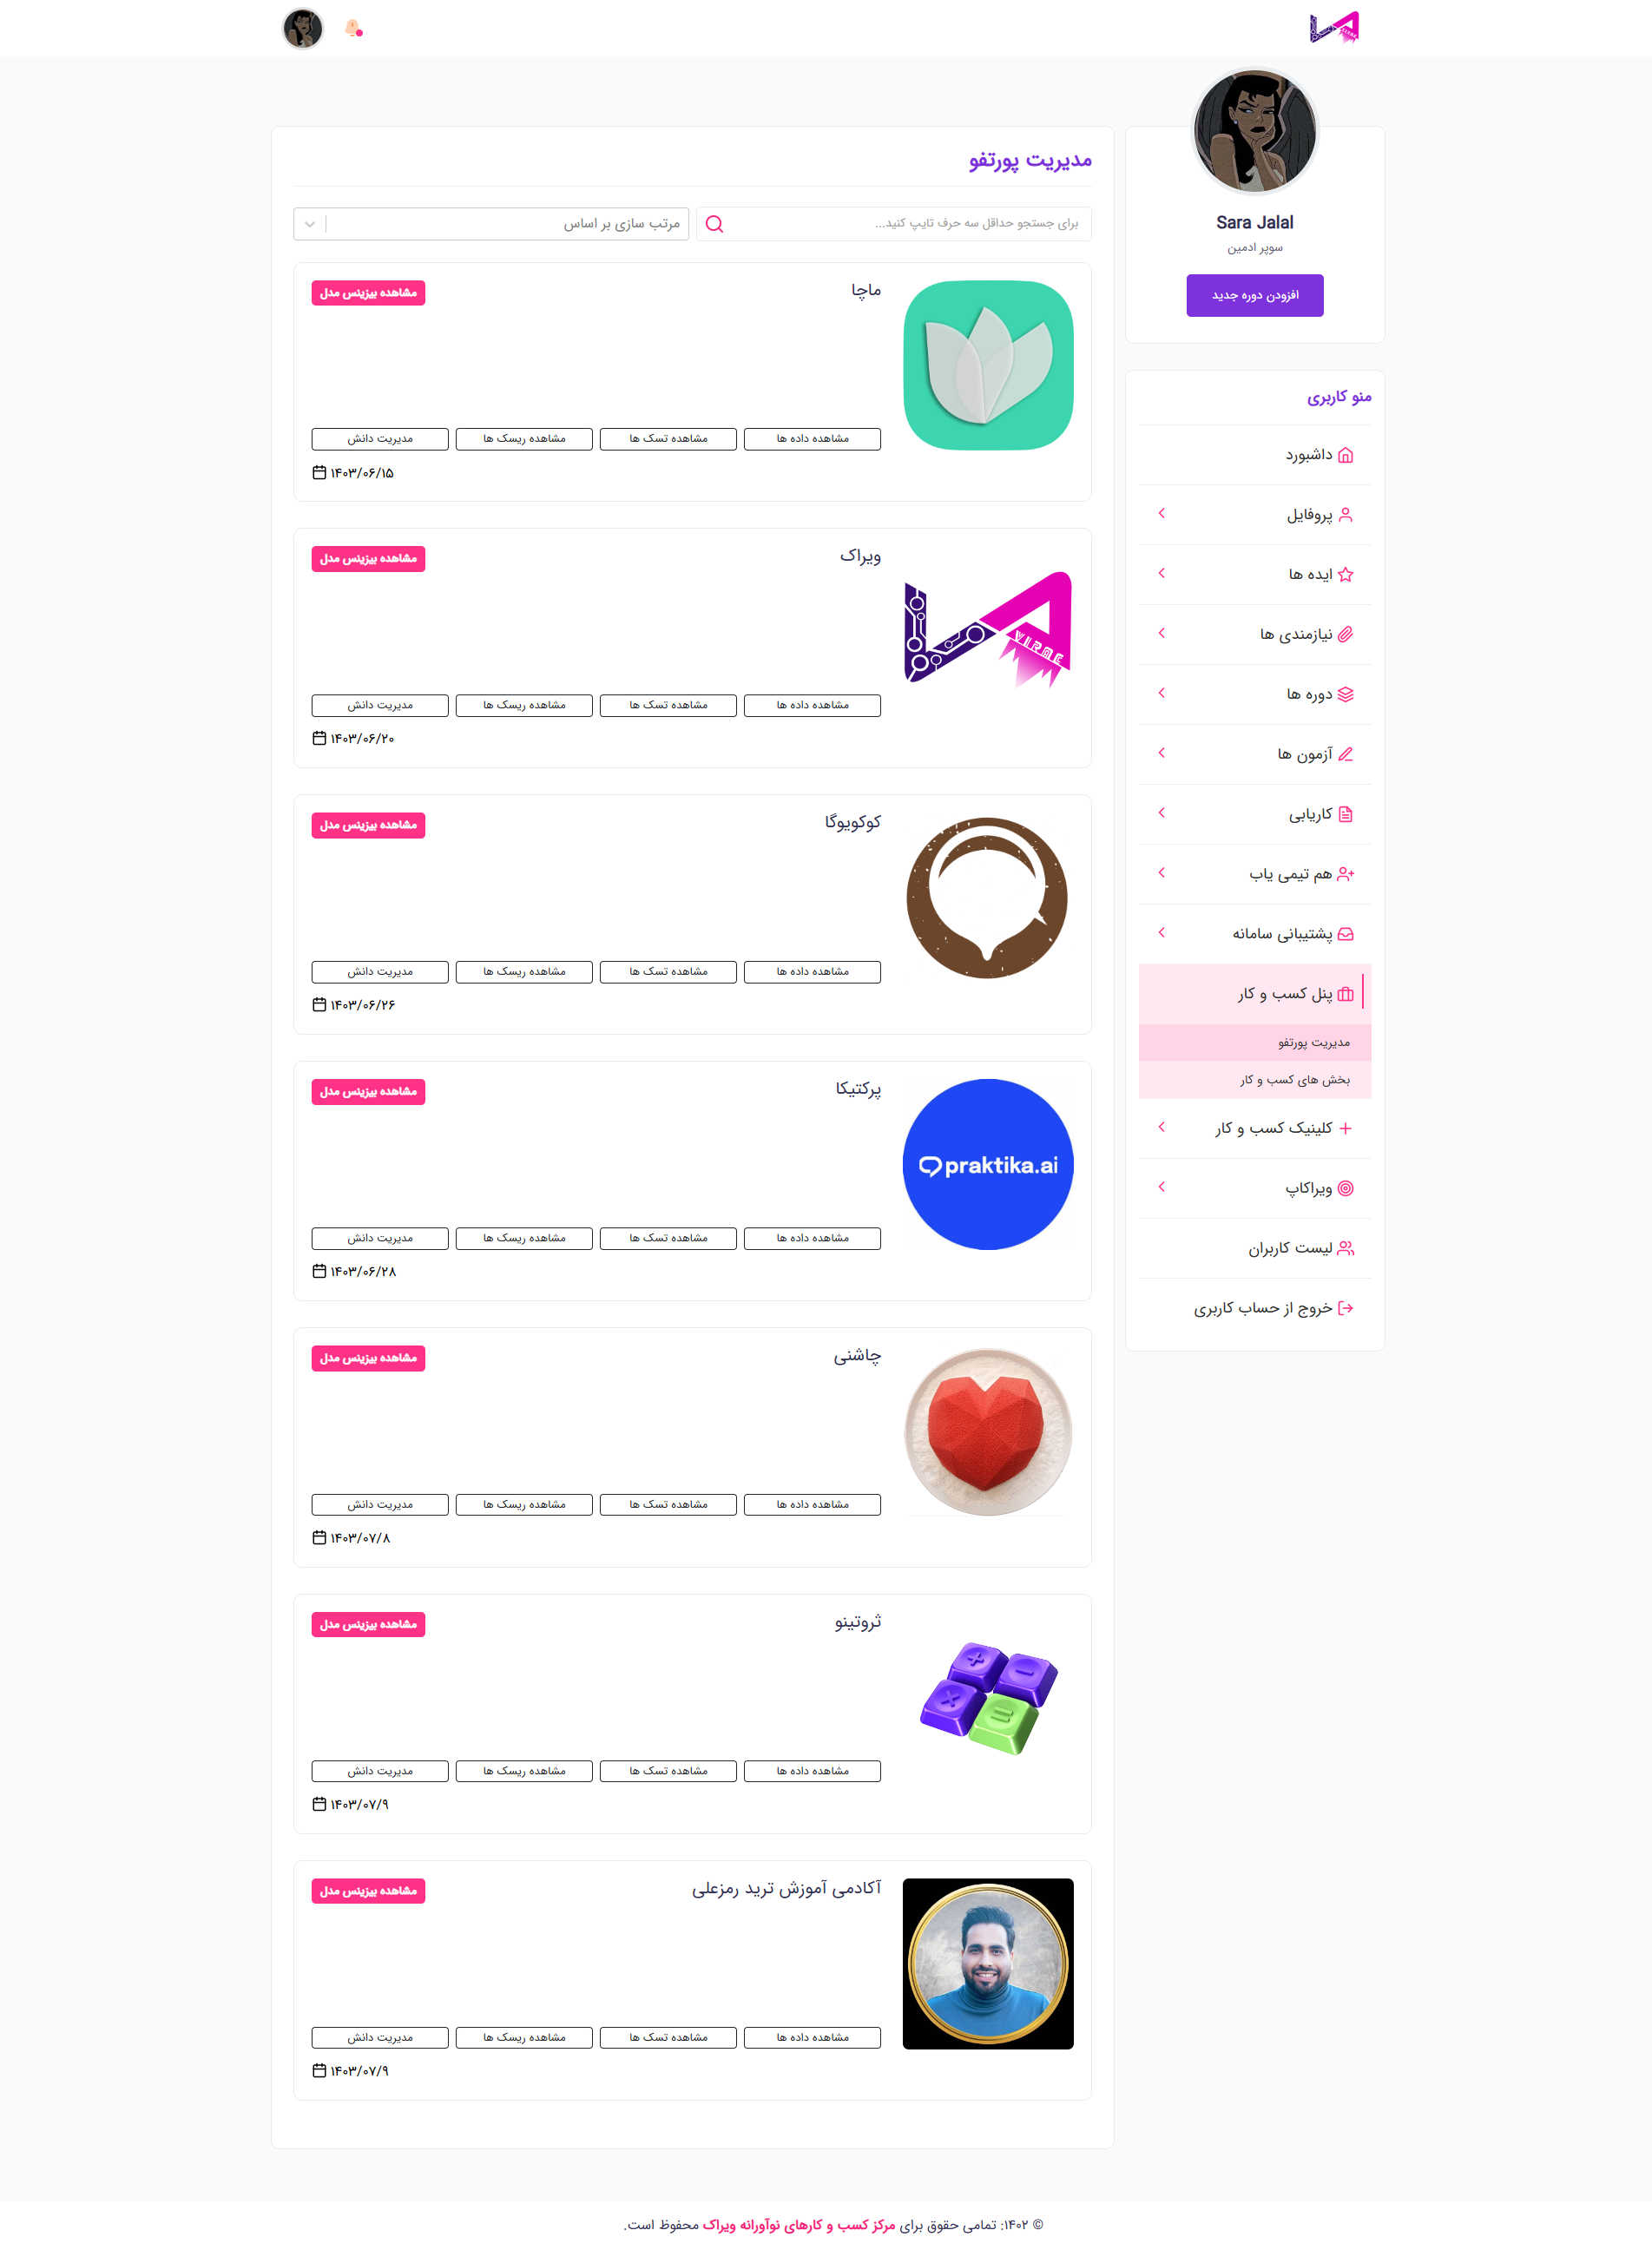 Sara Jalal
سوپر ادمین
افزودن دوره جدید
منو کاربری
داشبورد
پروفایل
ایده ها
نیازمندی ها
دوره ها
آزمون ها
کاریابی
هم تیمی یاب
پشتیبانی سامانه
پنل کسب و کار
مدیریت پورتفو
بخش های کسب و کار
کلینیک کسب و کار
ویراکاپ
لیست کاربران
خروج از حساب کاربری
مدیریت پورتفو
برای جستجو حداقل سه حرف تایپ کنید...
مرتب سازی بر اساس
ماچا
مشاهده بیزینس مدل
مشاهده داده ها مشاهده تسک ها مشاهده ریسک ها مدیریت دانش
۱۴۰۳/۰۶/۱۵
VIRAC
ویراک
مشاهده بیزینس مدل
مشاهده داده ها مشاهده تسک ها مشاهده ریسک ها مدیریت دانش
۱۴۰۳/۰۶/۲۰
کوکویوگا
مشاهده بیزینس مدل
مشاهده داده ها مشاهده تسک ها مشاهده ریسک ها مدیریت دانش
۱۴۰۳/۰۶/۲۶
praktika.ai
پرکتیکا
مشاهده بیزینس مدل
مشاهده داده ها مشاهده تسک ها مشاهده ریسک ها مدیریت دانش
۱۴۰۳/۰۶/۲۸
چاشنی
مشاهده بیزینس مدل
مشاهده داده ها مشاهده تسک ها مشاهده ریسک ها مدیریت دانش
۱۴۰۳/۰۷/۸
ثروتینو
مشاهده بیزینس مدل
مشاهده داده ها مشاهده تسک ها مشاهده ریسک ها مدیریت دانش
۱۴۰۳/۰۷/۹
آکادمی آموزش ترید رمزعلی
مشاهده بیزینس مدل
مشاهده داده ها مشاهده تسک ها مشاهده ریسک ها مدیریت دانش
۱۴۰۳/۰۷/۹
© ۱۴۰۲: تمامی حقوق برای مرکز کسب و کارهای نوآورانه ویراک محفوظ است.